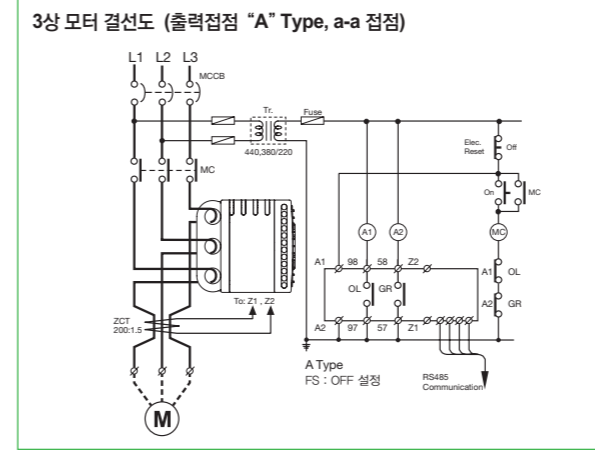 3상 모터 결선도 (출력접점 “A” Type, a-a 접점)
L1 L2 L3
MCCB
Tr.
Fuse
440,380/220
Elec.
Reset
Off
MC
On
MC
A1
A2
MC
A1 98 58 Z2
A1 OL
OL GR
A2 GR
To: Z1 , Z2
ZCT
200:1.5
A2 97 57 Z1
A Type
FS : OFF 설정
RS485
Communication
M